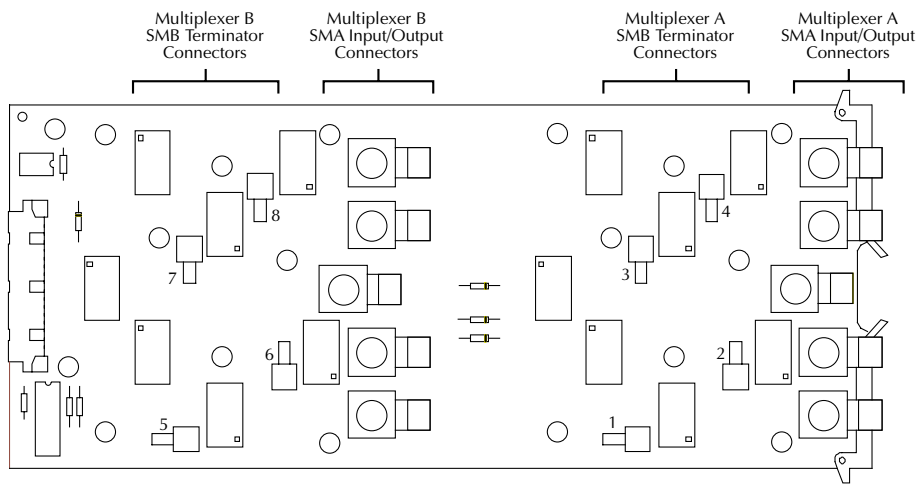 Multiplexer B
SMB Terminator
Connectors
Multiplexer B
SMA Input/Output
Connectors
Multiplexer A
SMB Terminator
Connectors
Multiplexer A
SMA Input/Output
Connectors
8
4
7
3
6
2
5
1